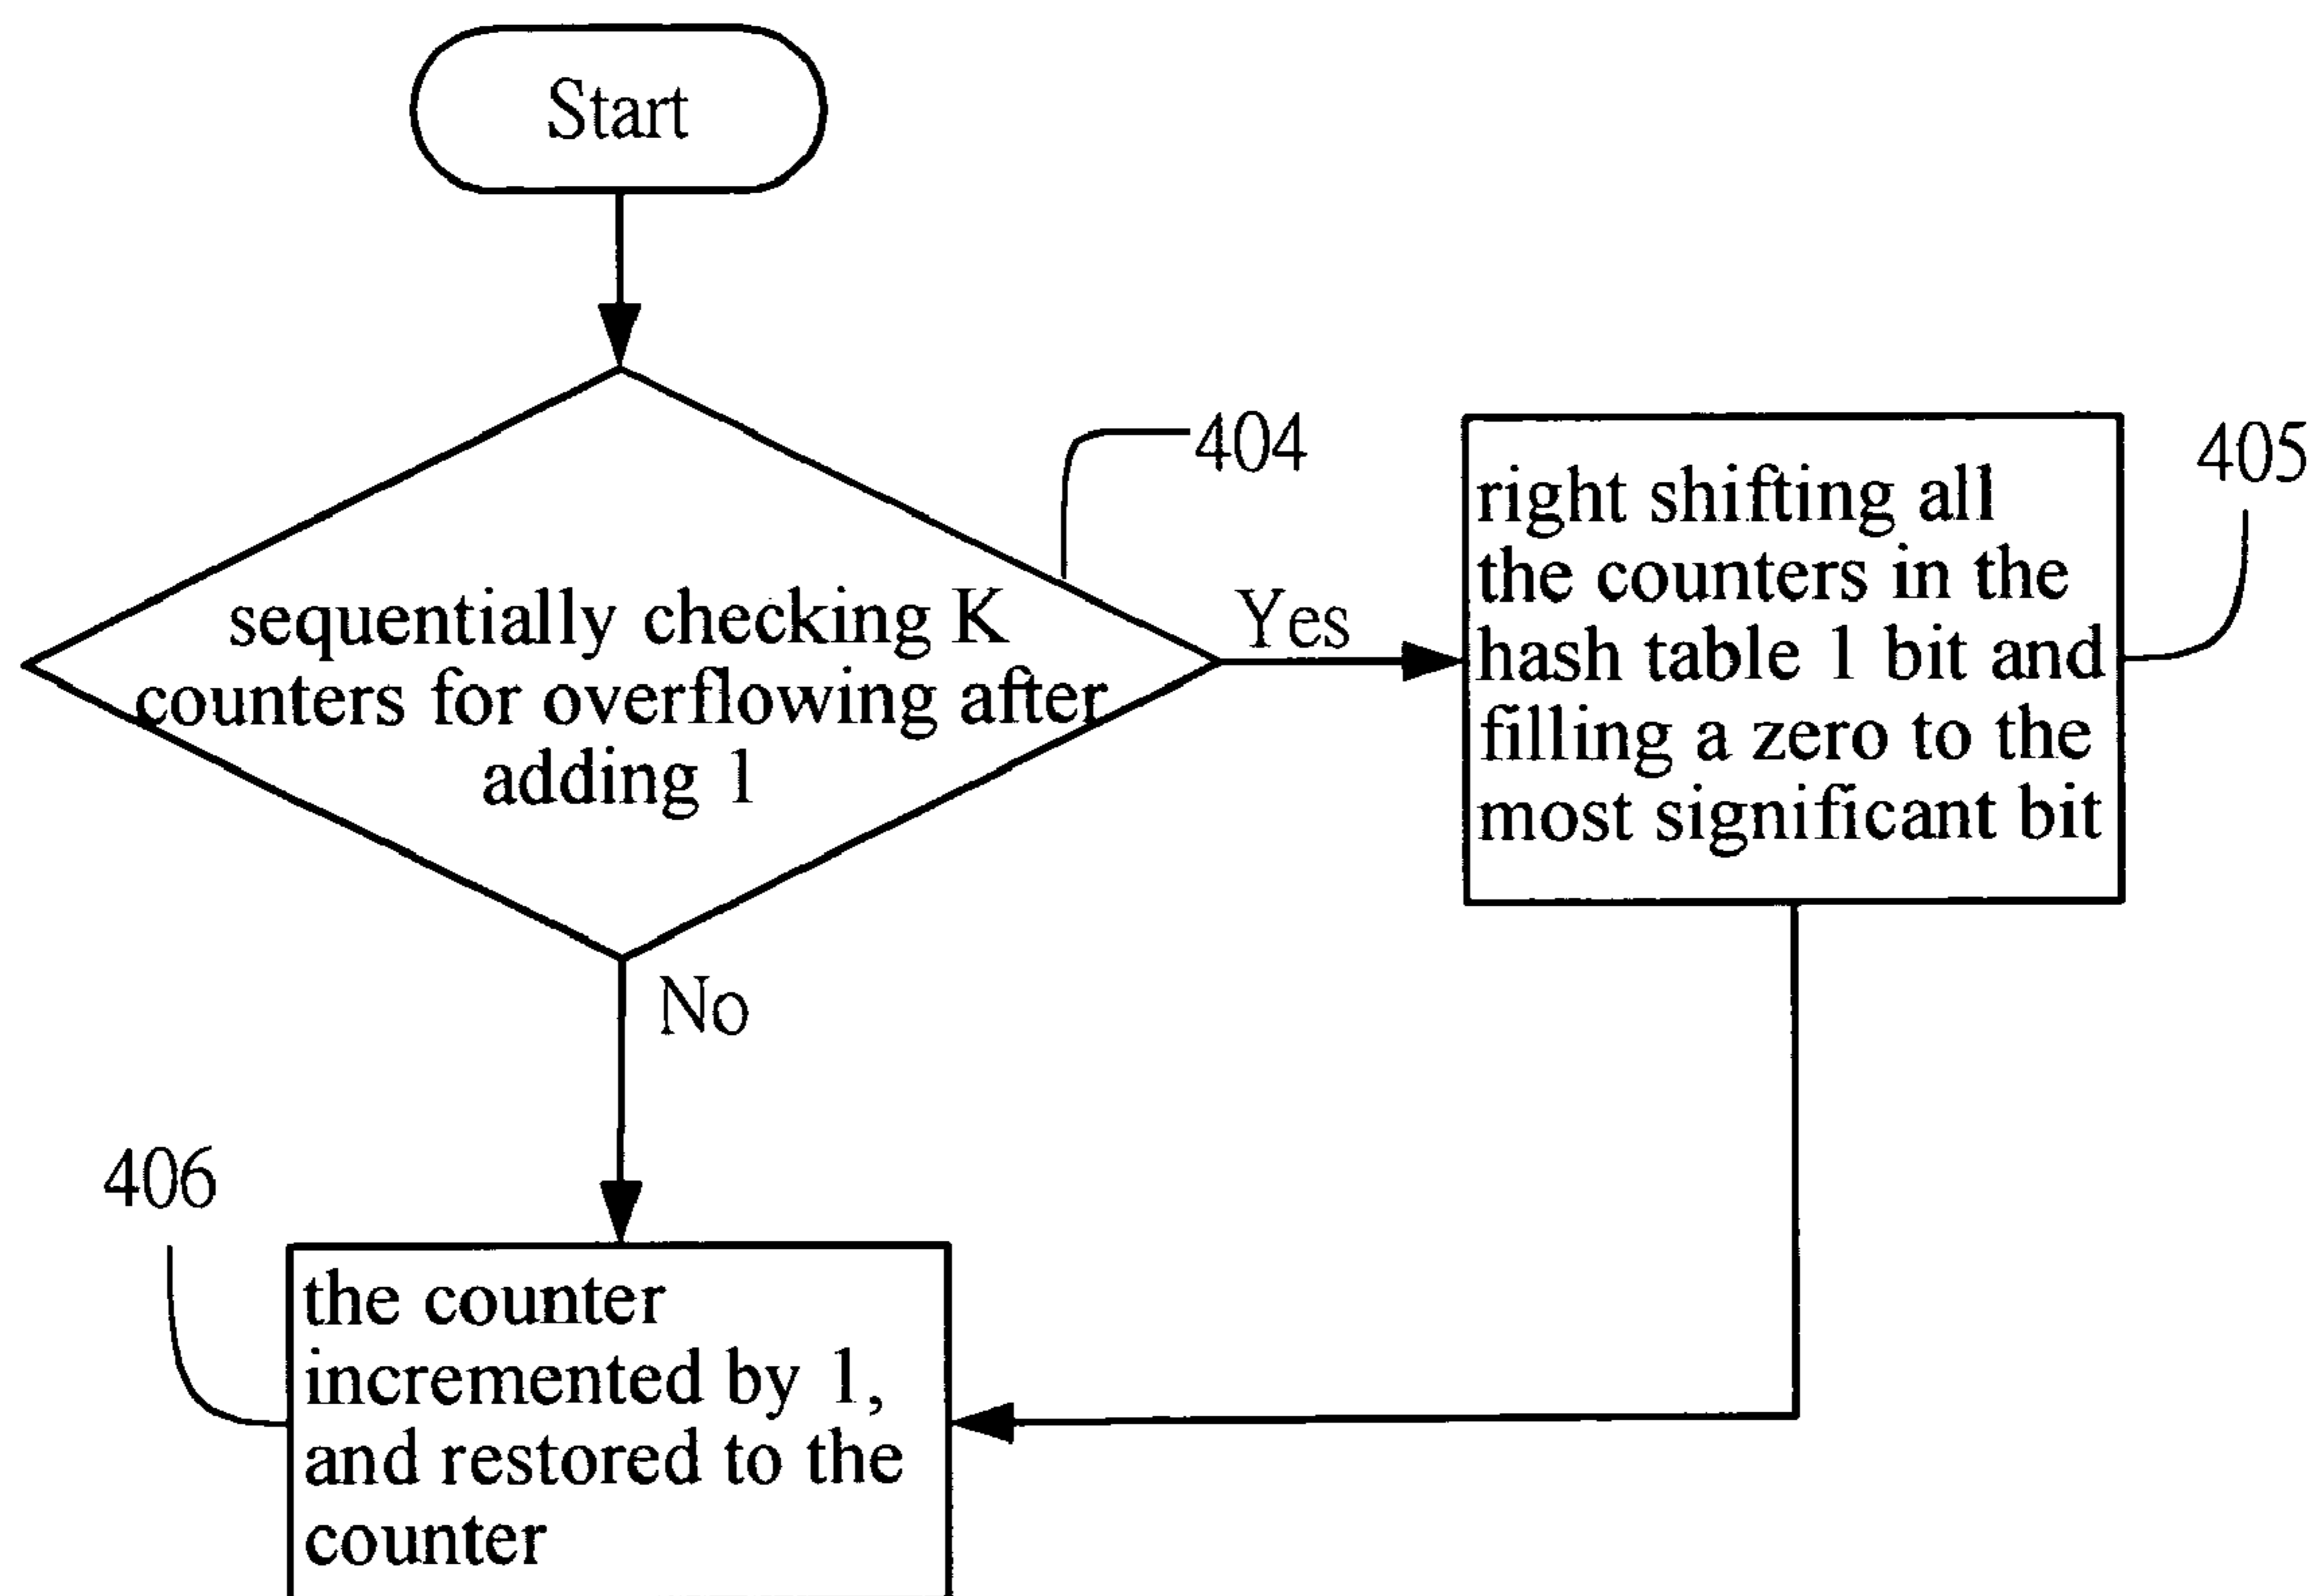 Start
404
sequentially checking K
counters for overflowing after
adding 1
Yes
405
right shifting all
the counters in the
hash table 1 bit and
filling a zero to the
most significant bit
No
406
the counter
incremented by 1,
and restored to the
counter